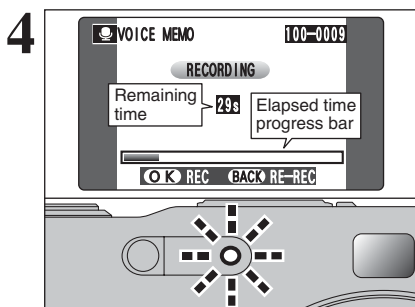 4
VOICE MEMO 100-0009
RECORDING
Remaining
time
29s
Elapsed time
progress bar
OK REC BACK RE-REC